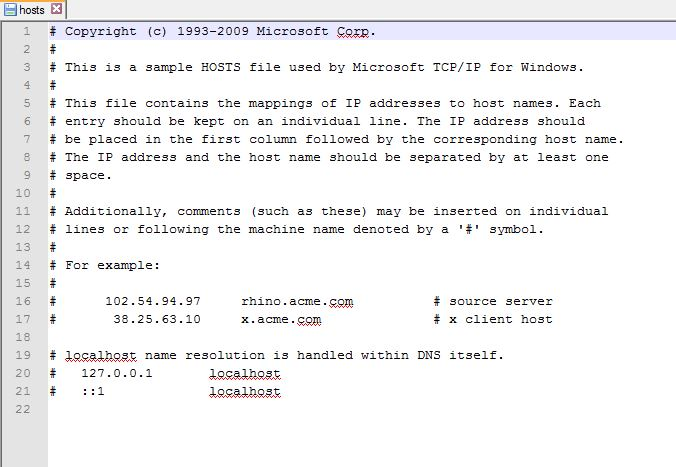 hosts
1 # Copyright (c) 1993-2009 Microsoft Corp.
2 #
3 # This is a sample HOSTS file used by Microsoft TCP/IP for Windows.
4 #
5 # This file contains the mappings of IP addresses to host names. Each
6 # entry should be kept on an individual line. The IP address should
7 # be placed in the first column followed by the corresponding host name.
8 # The IP address and the host name should be separated by at least one
9 # space.
10 #
11 # Additionally, comments (such as these) may be inserted on individual
12 # lines or following the machine name denoted by a '#' symbol.
13 #
14 # For example:
15 #
16 #      102.54.94.97     rhino.acme.com          # source server
17 #       38.25.63.10     x.acme.com              # x client host
18
19 # localhost name resolution is handled within DNS itself.
20 #   127.0.0.1       localhost
21 #   ::1             localhost
22